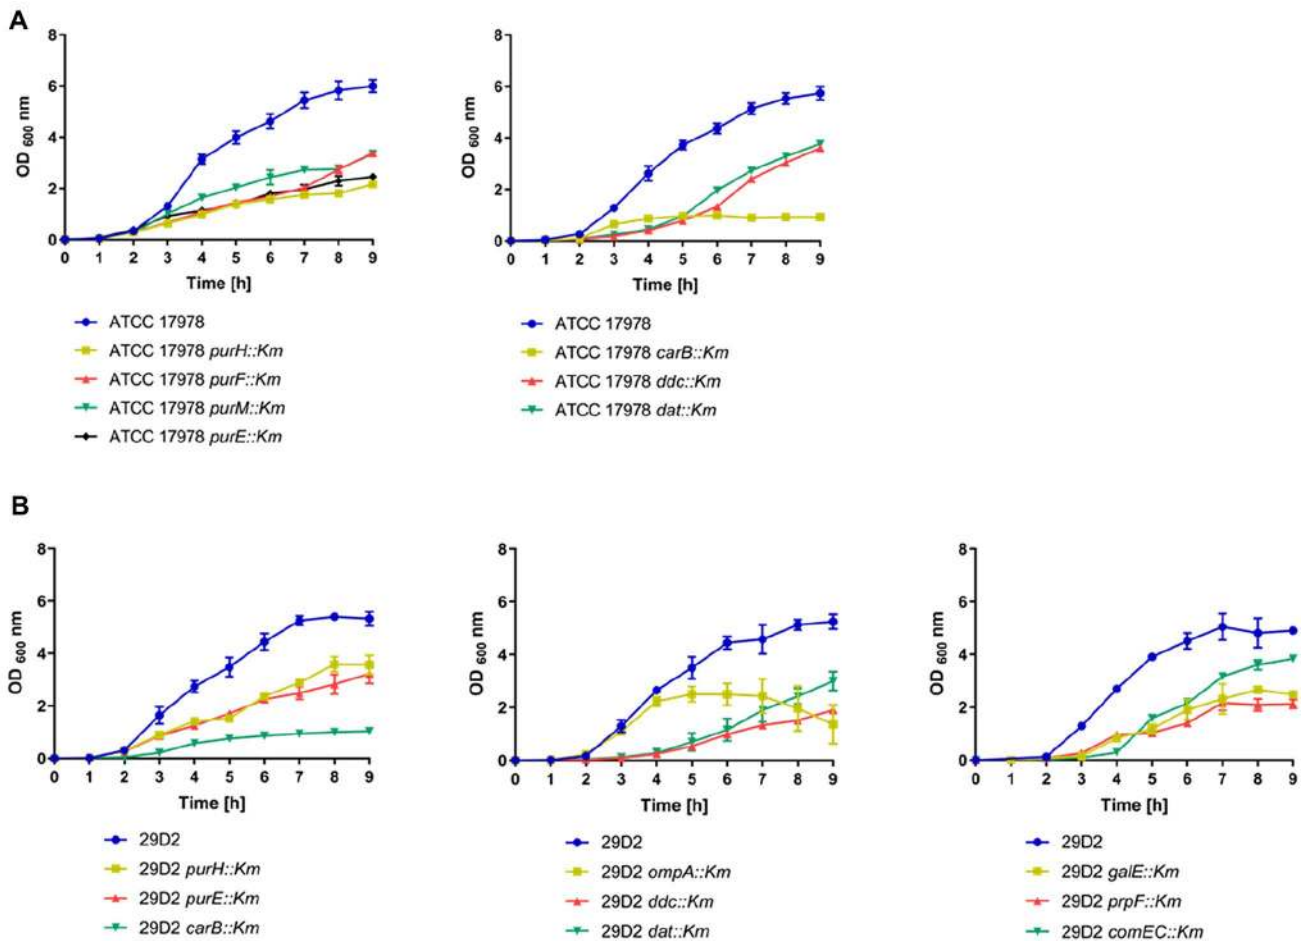 A
8
6
4
2
0
OD 600 nm
0 1 2 3 4 5 6 7 8 9
Time [h]
ATCC 17978
ATCC 17978 purH::Km
ATCC 17978 purF::Km
ATCC 17978 purM::Km
ATCC 17978 purE::Km
8
6
4
2
0
OD 600 nm
0 1 2 3 4 5 6 7 8 9
Time [h]
ATCC 17978
ATCC 17978 carB::Km
ATCC 17978 ddc::Km
ATCC 17978 dat::Km
B
8
6
4
2
0
OD 600 nm
0 1 2 3 4 5 6 7 8 9
Time [h]
29D2
29D2 purH::Km
29D2 purE::Km
29D2 carB::Km
8
6
4
2
0
OD 600 nm
0 1 2 3 4 5 6 7 8 9
Time [h]
29D2
29D2 ompA::Km
29D2 ddc::Km
29D2 dat::Km
8
6
4
2
0
OD 600 nm
0 1 2 3 4 5 6 7 8 9
Time [h]
29D2
29D2 galE::Km
29D2 prpF::Km
29D2 comEC::Km